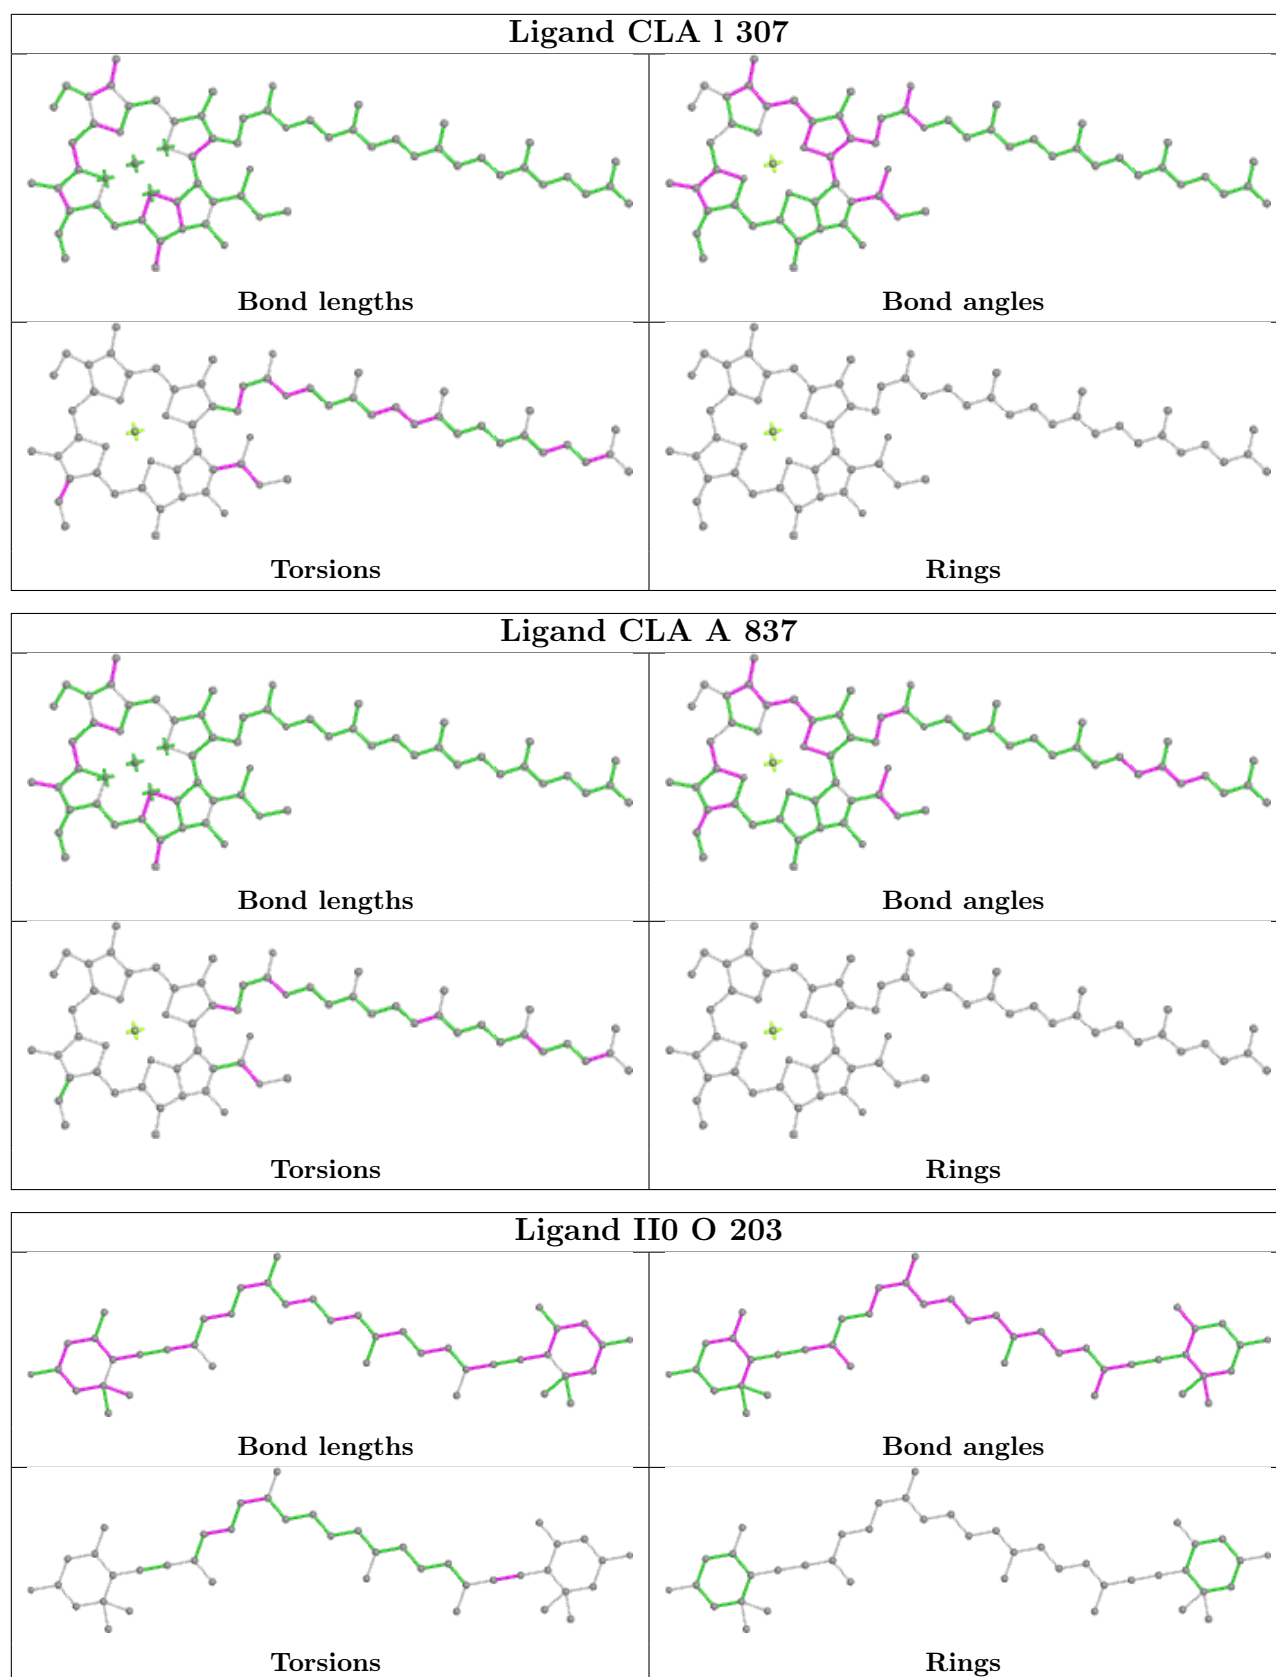 Ligand CLA l 307
Bond lengths
Bond angles
Torsions
Rings
Ligand CLA A 837
Bond lengths
Bond angles
Torsions
Rings
Ligand II0 O 203
Bond lengths
Bond angles
Torsions
Rings